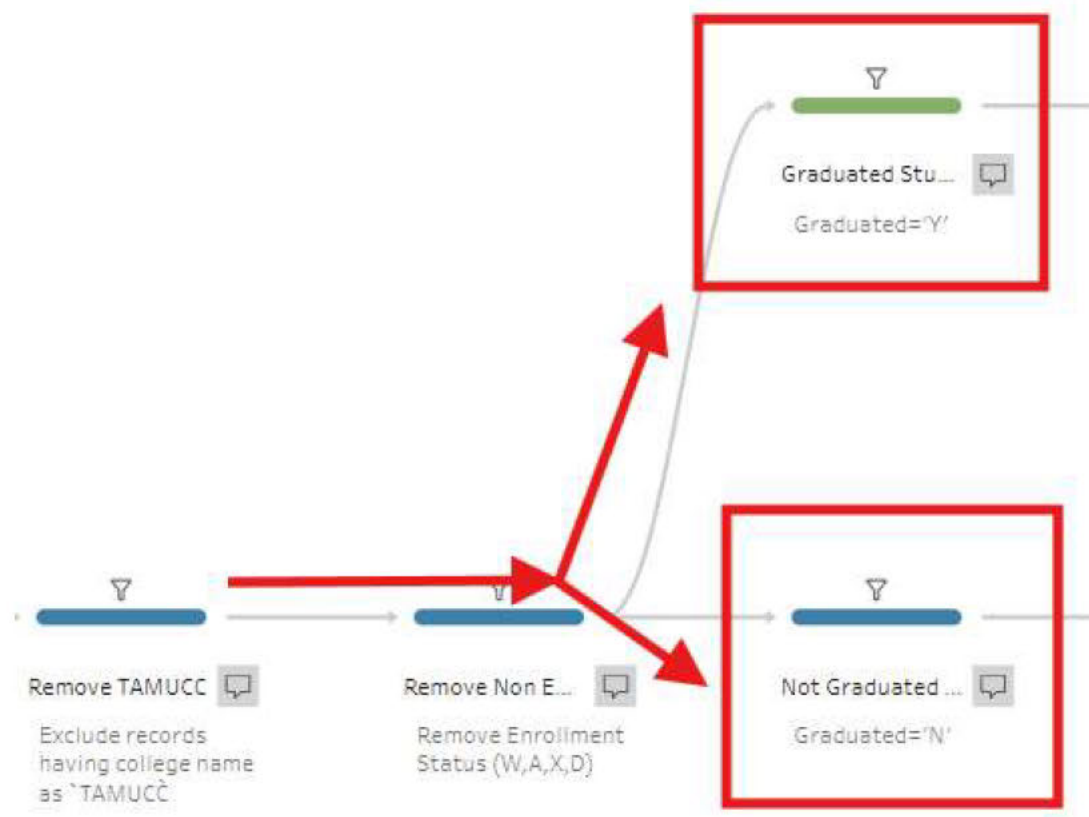 Graduated Stu...
Graduated='Y'
Remove TAMUCC
Exclude records
having college name
as `TAMUCC̀
Remove Non E...
Remove Enrollment
Status (W,A,X,D)
Not Graduated ...
Graduated='N'